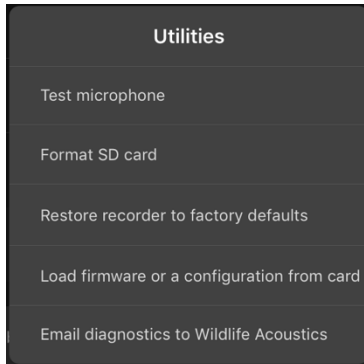 Utilities
Test microphone
Format SD card
Restore recorder to factory defaults
Load firmware or a configuration from card
Email diagnostics to Wildlife Acoustics